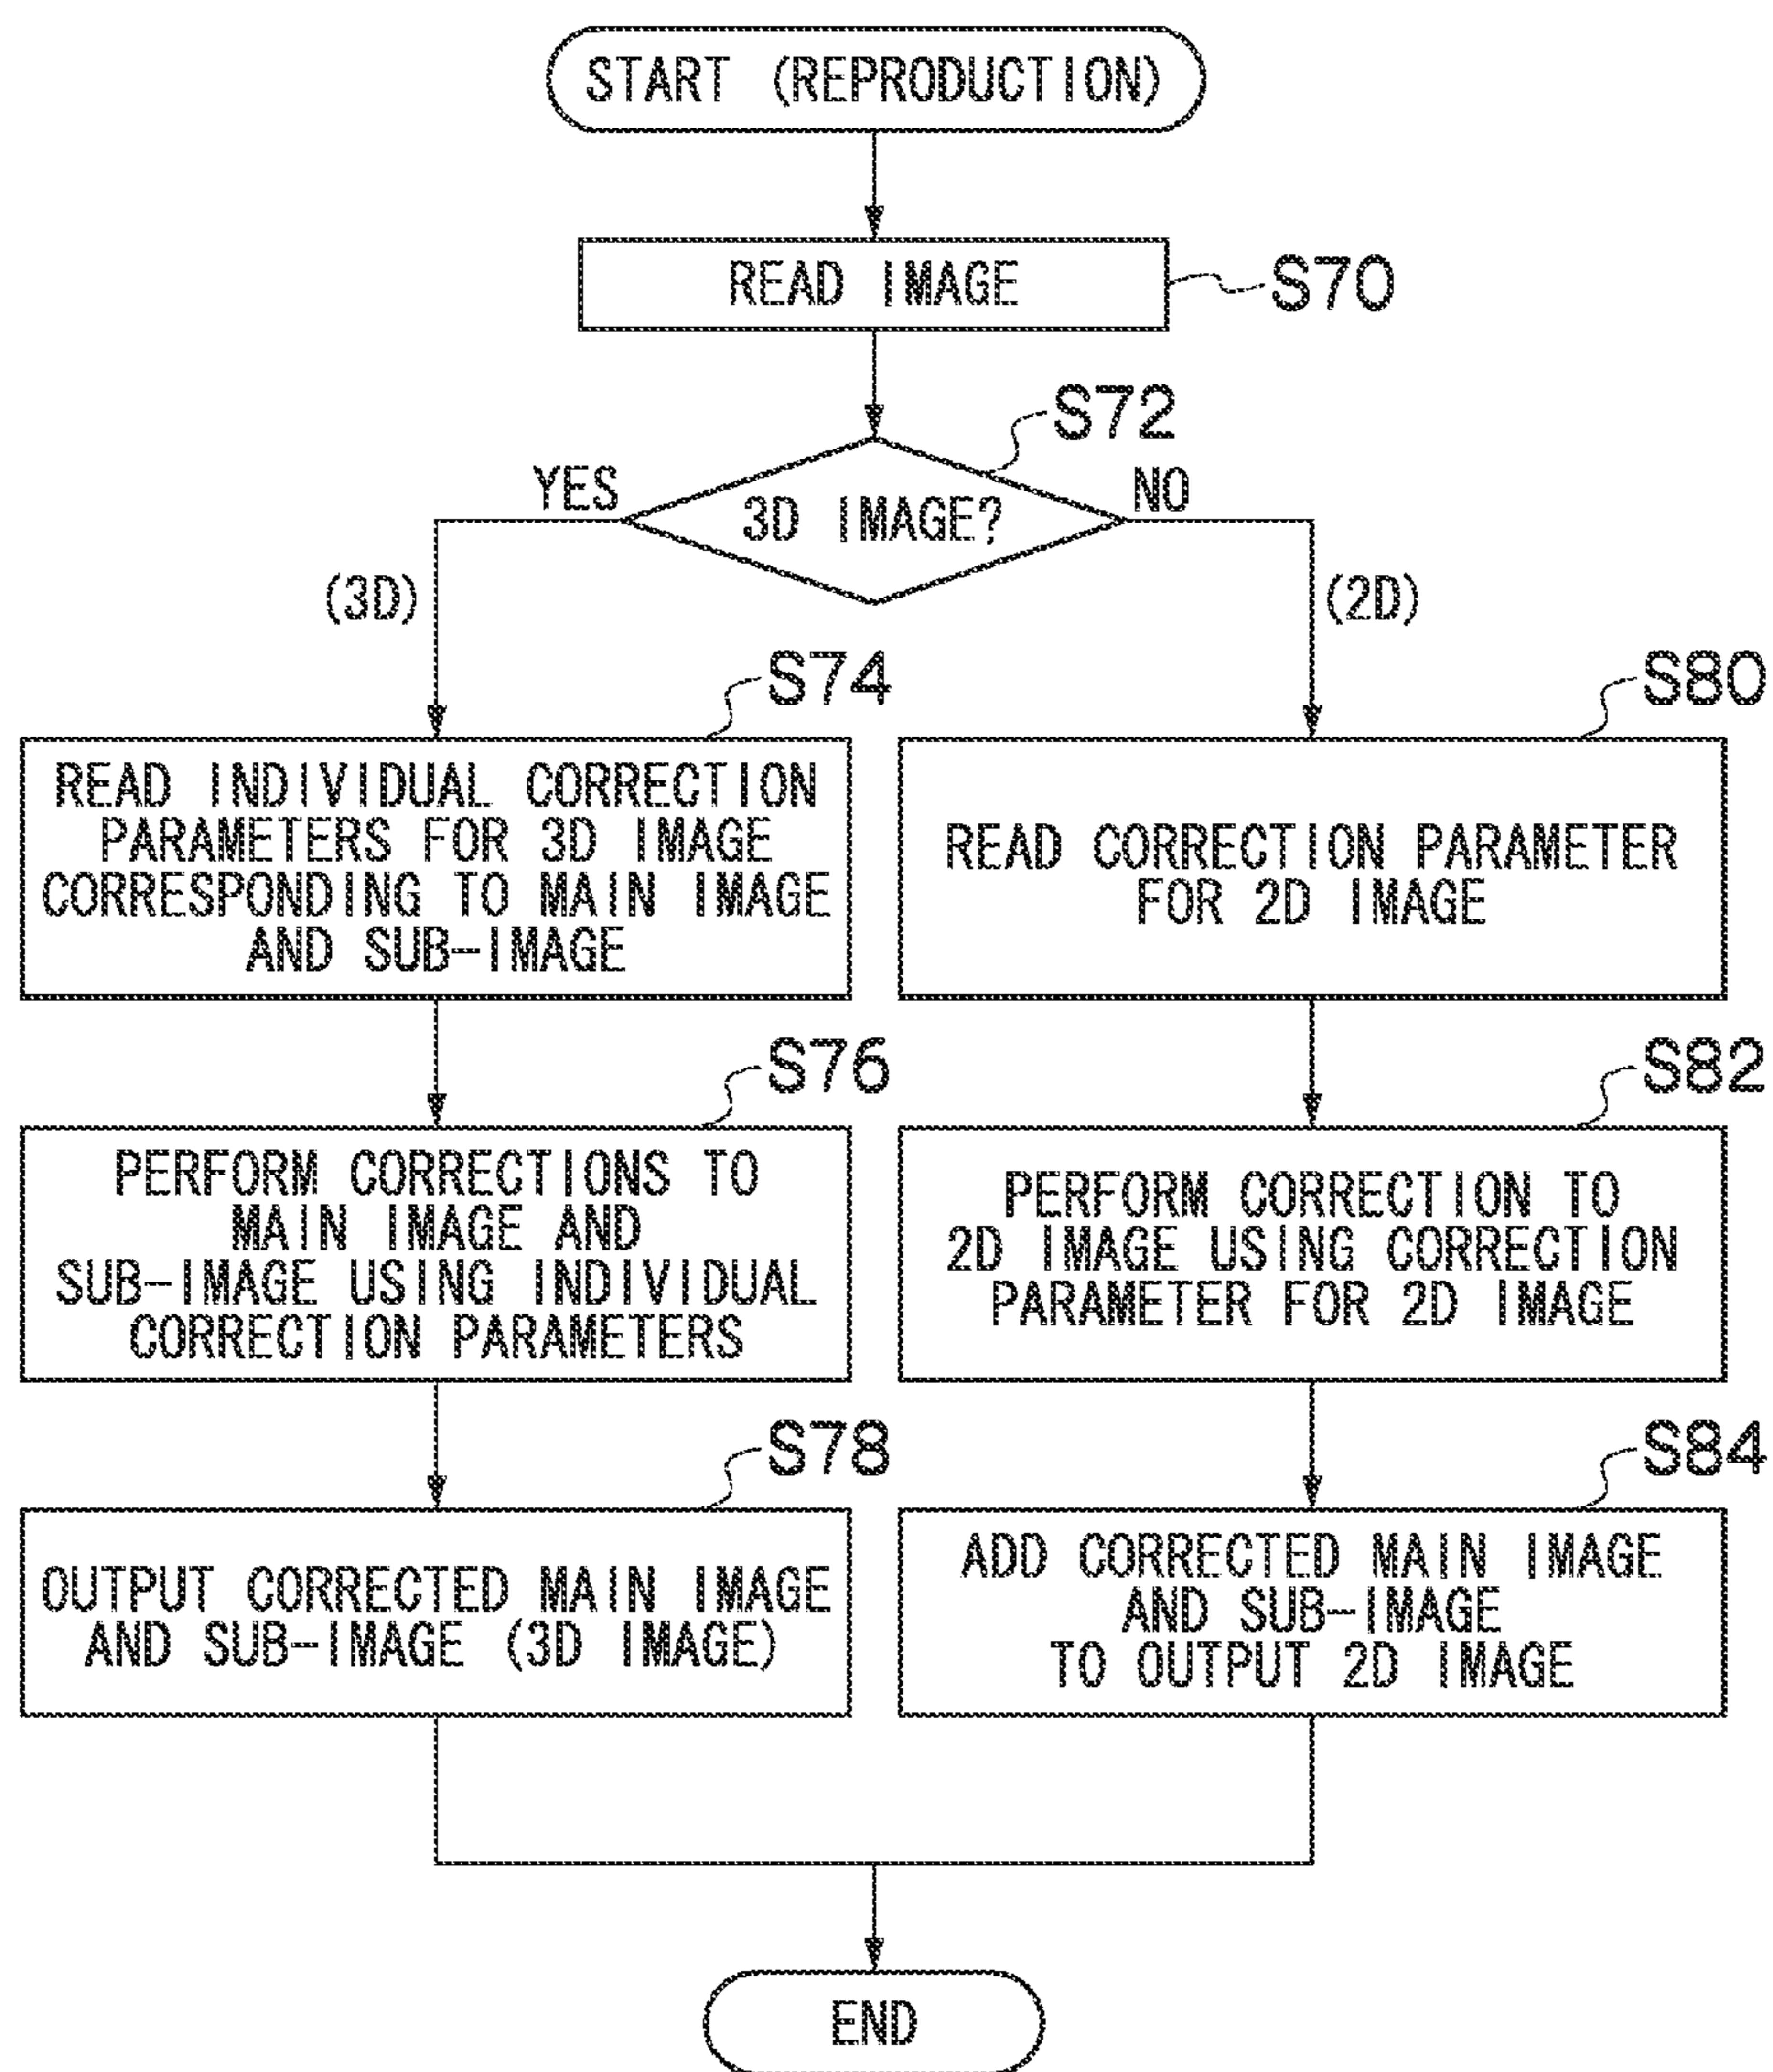 START (REPRODUCTION)
READ IMAGE
S70
S72
YES
3D IMAGE?
NO
(3D)
(2D)
S74
READ INDIVIDUAL CORRECTION
PARAMETERS FOR 3D IMAGE
CORRESPONDING TO MAIN IMAGE
AND SUB-IMAGE
S80
READ CORRECTION PARAMETER
FOR 2D IMAGE
S76
PERFORM CORRECTIONS TO
MAIN IMAGE AND
SUB-IMAGE USING INDIVIDUAL
CORRECTION PARAMETERS
S82
PERFORM CORRECTION TO
2D IMAGE USING CORRECTION
PARAMETER FOR 2D IMAGE
S78
OUTPUT CORRECTED MAIN IMAGE
AND SUB-IMAGE (3D IMAGE)
S84
ADD CORRECTED MAIN IMAGE
AND SUB-IMAGE
TO OUTPUT 2D IMAGE
END